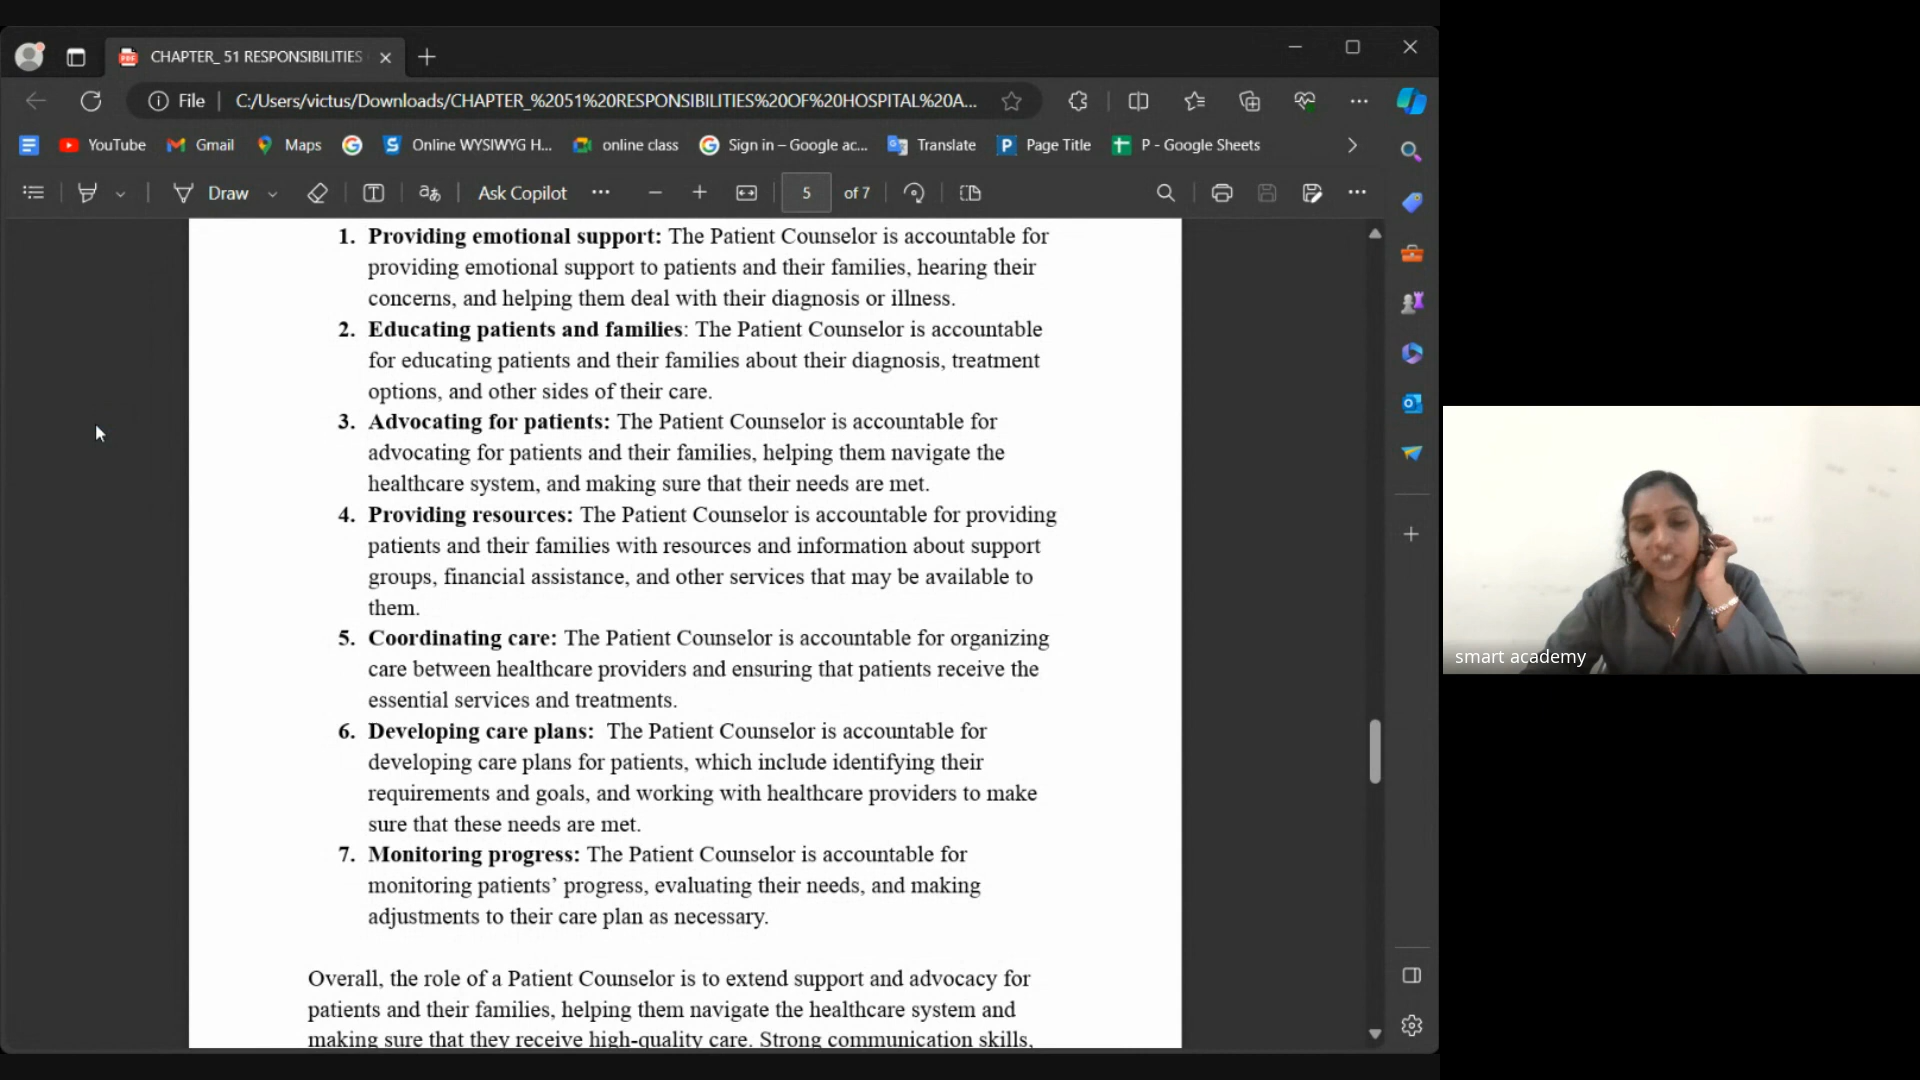 CHAPTER_ 51 RESPONSIBILITIES
File
C:/Users/victus/Downloads/CHAPTER_%2051%20RESPONSIBILITIES%20OF%20HOSPITAL%20A...
YouTube Gmail Maps Online WYSIWYG H... online class Sign in – Google ac... Translate Page Title P - Google Sheets
Draw aあ Ask Copilot 5 of 7
1. Providing emotional support: The Patient Counselor is accountable for
providing emotional support to patients and their families, hearing their
concerns, and helping them deal with their diagnosis or illness.
2. Educating patients and families: The Patient Counselor is accountable
for educating patients and their families about their diagnosis, treatment
options, and other sides of their care.
3. Advocating for patients: The Patient Counselor is accountable for
advocating for patients and their families, helping them navigate the
healthcare system, and making sure that their needs are met.
4. Providing resources: The Patient Counselor is accountable for providing
patients and their families with resources and information about support
groups, financial assistance, and other services that may be available to
them.
5. Coordinating care: The Patient Counselor is accountable for organizing
care between healthcare providers and ensuring that patients receive the
essential services and treatments.
6. Developing care plans: The Patient Counselor is accountable for
developing care plans for patients, which include identifying their
requirements and goals, and working with healthcare providers to make
sure that these needs are met.
7. Monitoring progress: The Patient Counselor is accountable for
monitoring patients’ progress, evaluating their needs, and making
adjustments to their care plan as necessary.
Overall, the role of a Patient Counselor is to extend support and advocacy for
patients and their families, helping them navigate the healthcare system and
making sure that they receive high-quality care. Strong communication skills,
smart academy